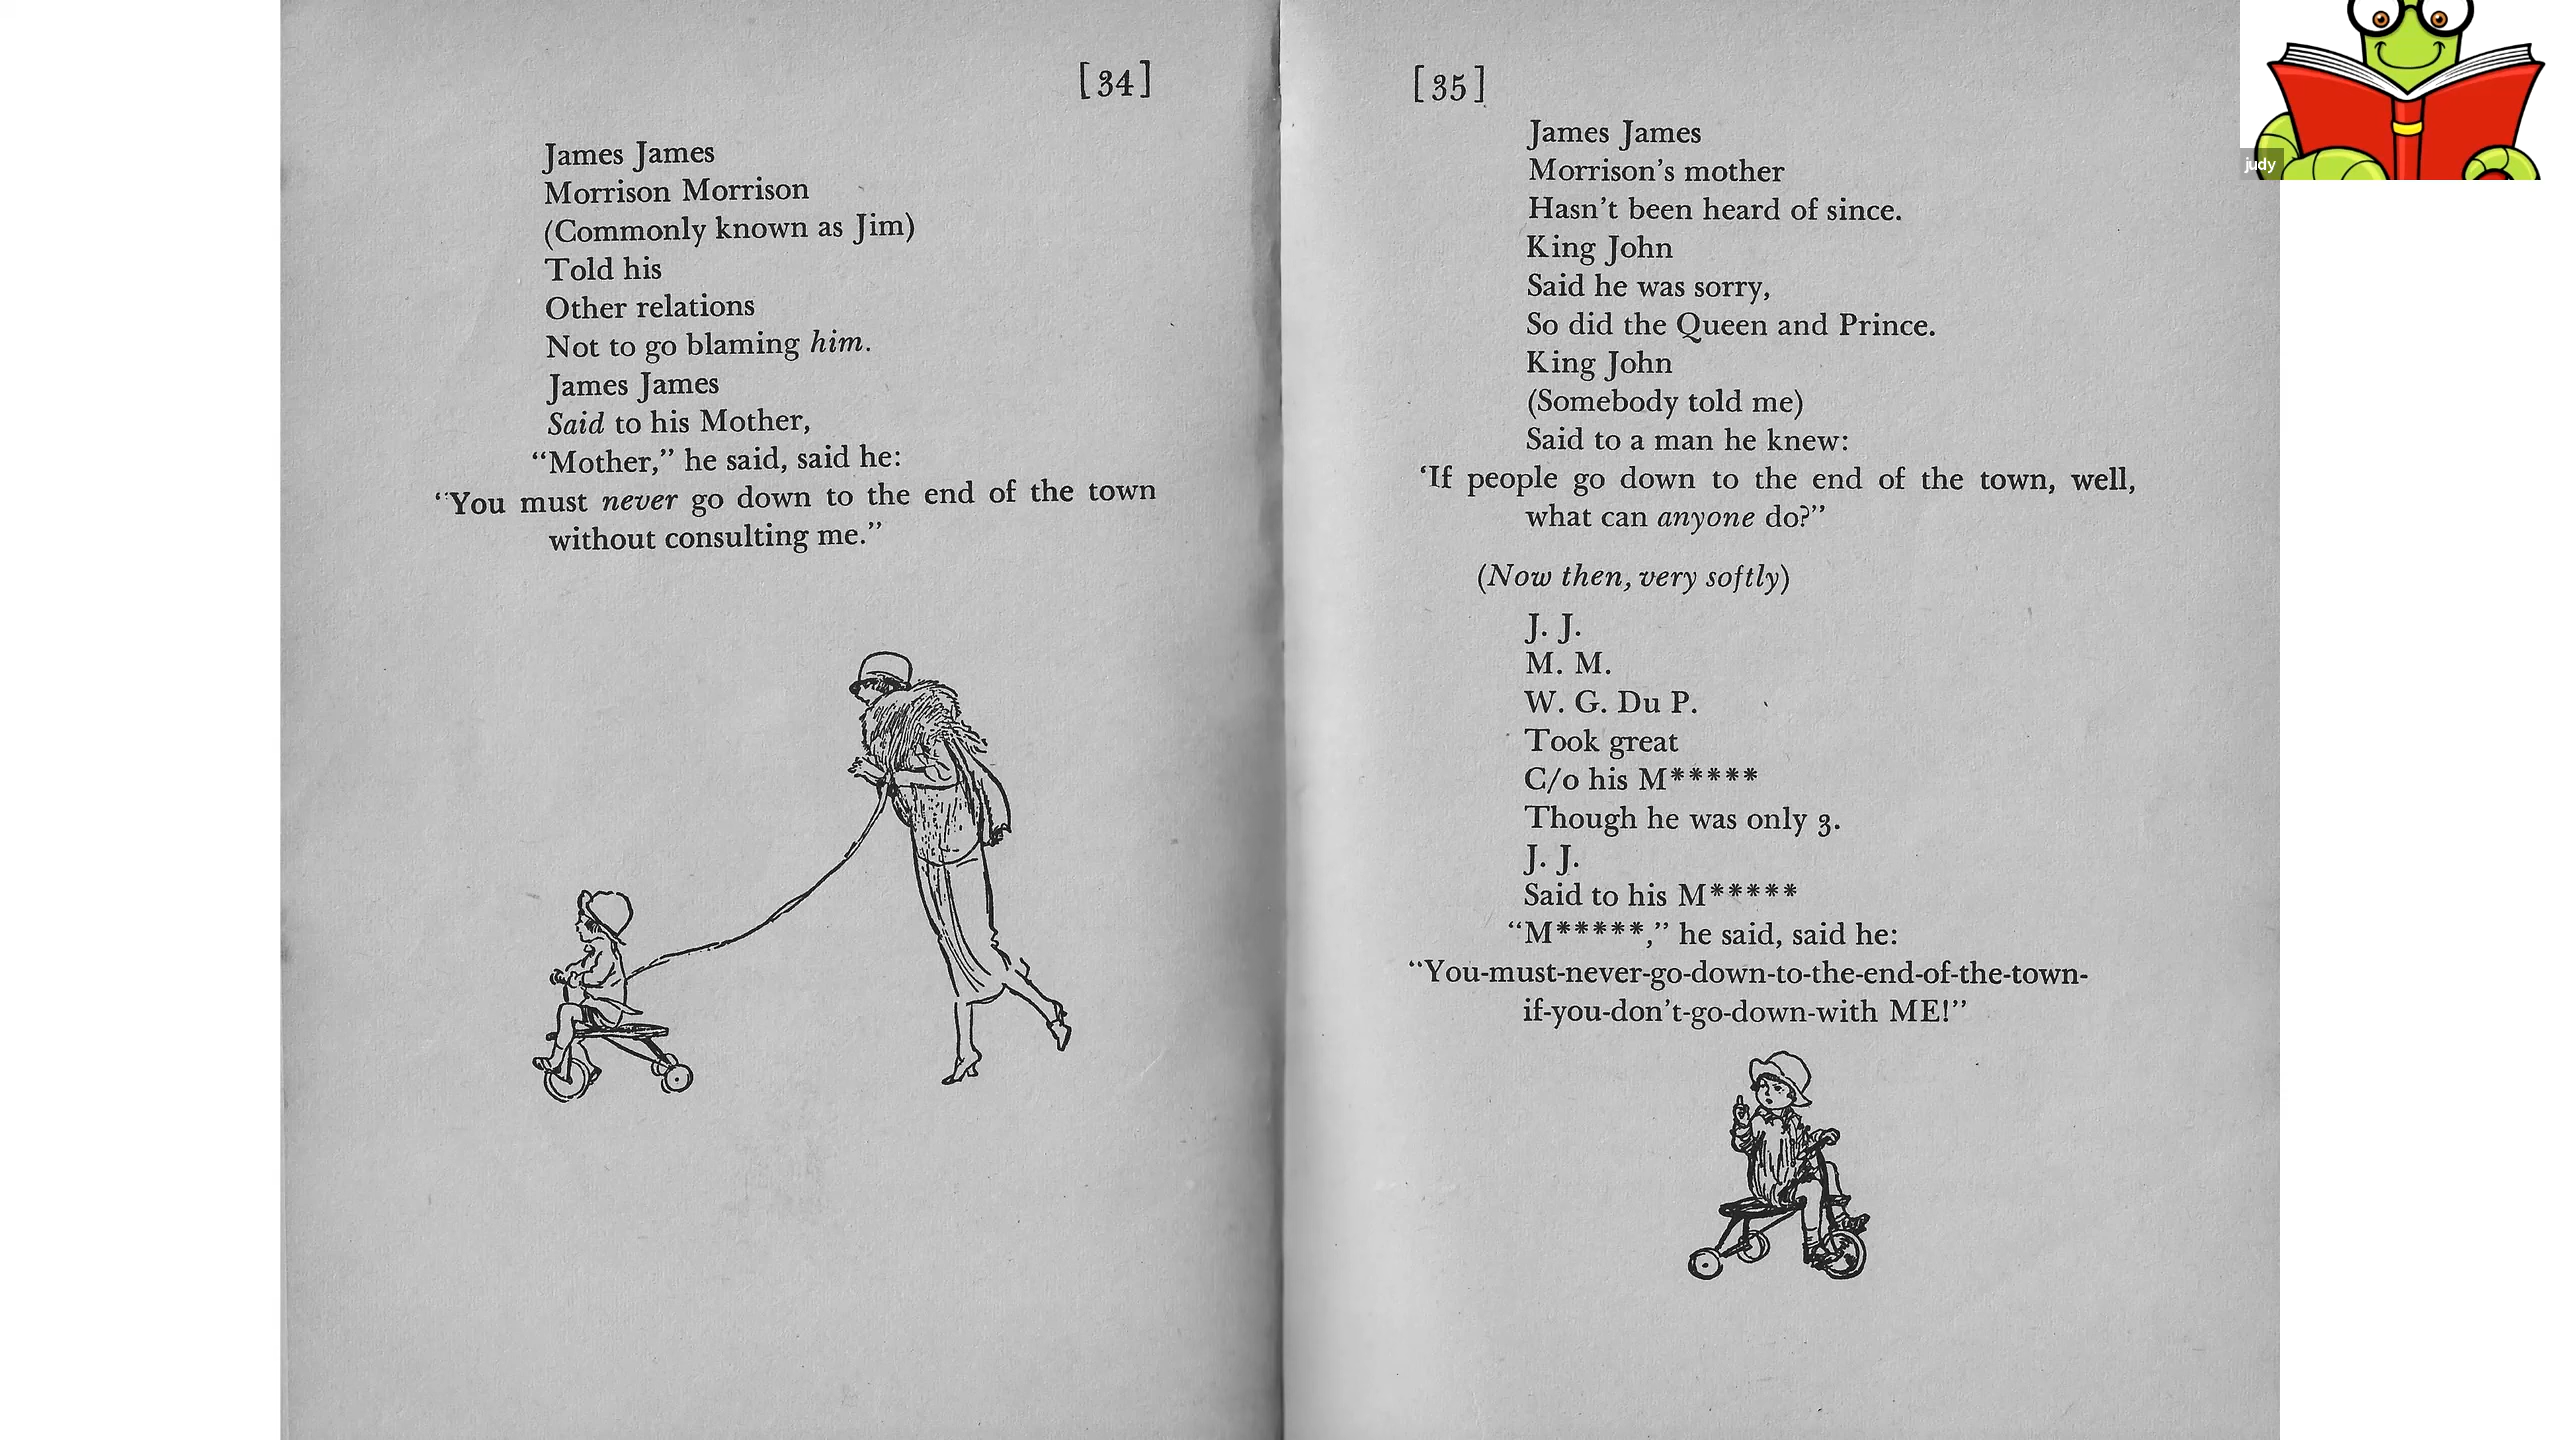 [34]
James James
Morrison Morrison
(Commonly known as Jim)
Told his
Other relations
Not to go blaming him.
James James
Said to his Mother,
“Mother,” he said, said he:
“You must never go down to the end of the town
without consulting me.”
[35]
James James
Morrison's mother
Hasn't been heard of since.
King John
Said he was sorry,
So did the Queen and Prince.
King John
(Somebody told me)
Said to a man he knew:
‘If people go down to the end of the town, well,
what can anyone do?”
(Now then, very softly)
J. J.
M. M.
W. G. Du P.
Took great
C/o his M*****
Though he was only 3.
J. J.
Said to his M*****
“M*****,” he said, said he:
“You-must-never-go-down-to-the-end-of-the-town-
if-you-don't-go-down-with ME!”
judy